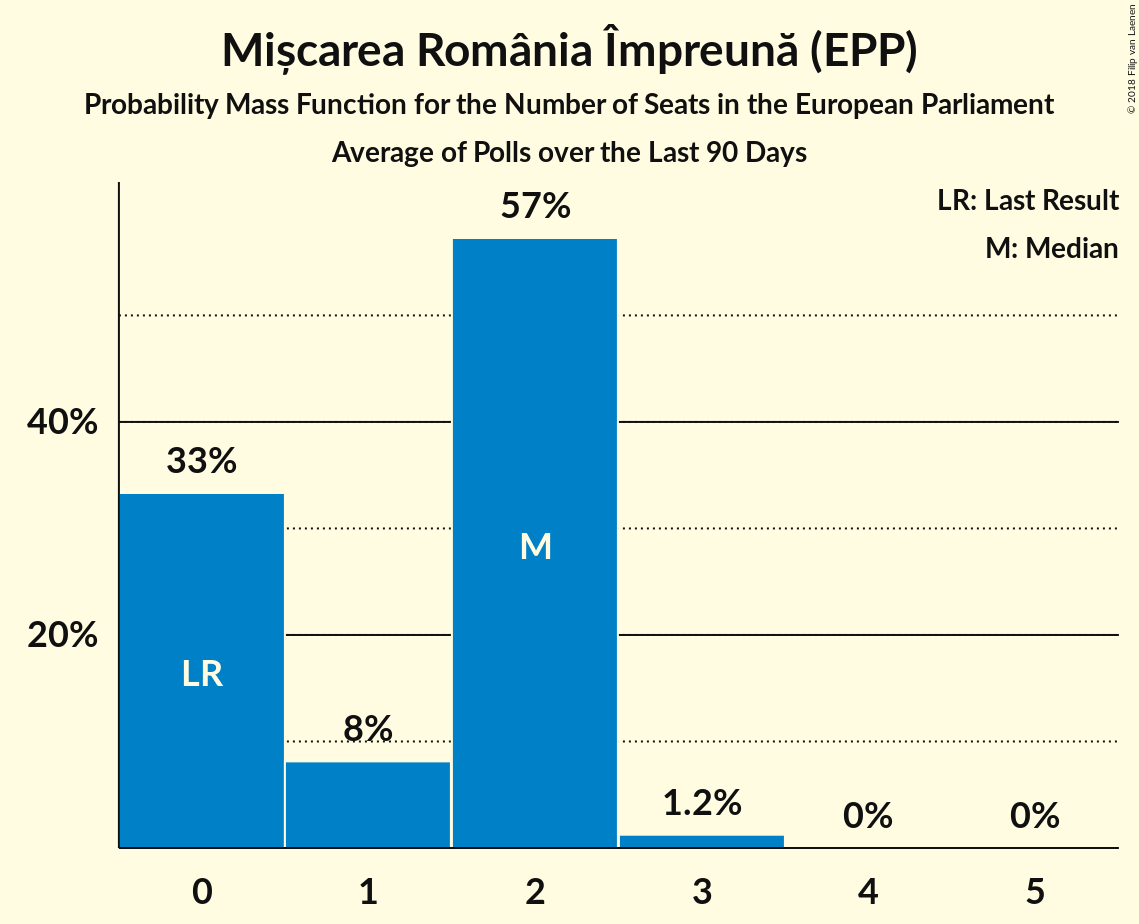 Mișcarea România Împreună (EPP)
Probability Mass Function for the Number of Seats in the European Parliament
Average of Polls over the Last 90 Days
© 2018 Filip van Laenen
LR: Last Result
M: Median
57%
40%
33%
M
20%
LR
8%
1.2%
0%
0%
0 1 2 3 4 5